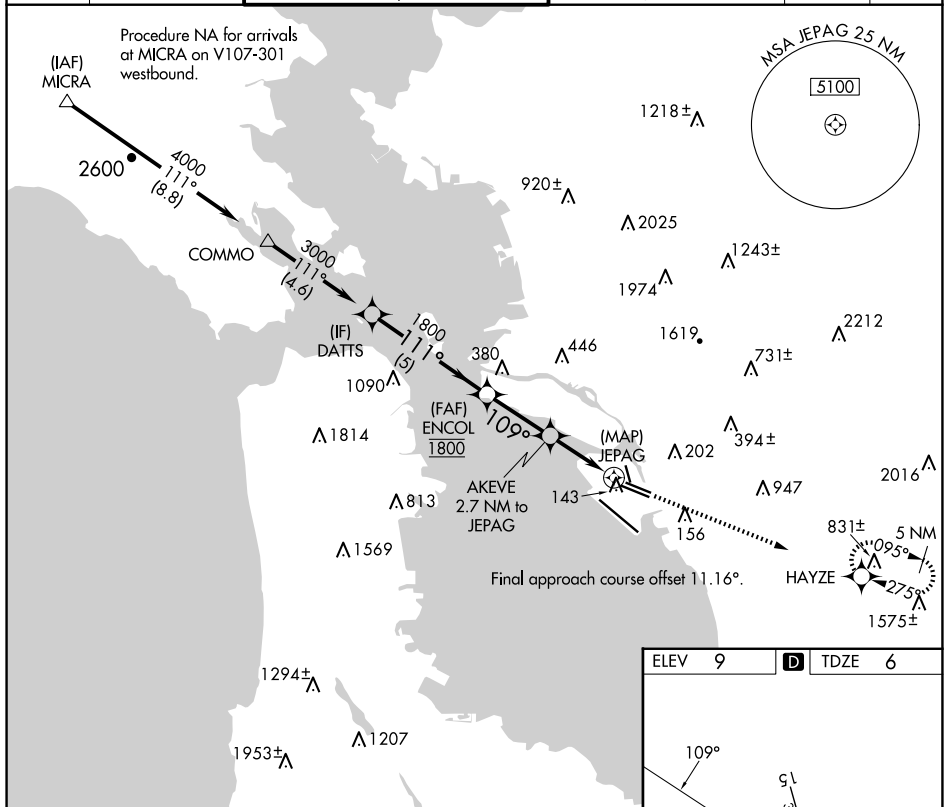 Procedure NA for arrivals
at MICRA on V107-301
westbound.
(IAF)
MICRA
MSA JEPAG 25 NM
5100
2600
4000
111°
(8.8)
1218±
920±
2025
COMMO
3000
111°
(4.6)
1243±
1974
(IF)
DATTS
1800
111°
(5)
1619
2212
380
446
731±
1090
(FAF)
ENCOL
1800
109°
1814
(MAP)
JEPAG
202
394±
2016
AKEVE
2.7 NM to
JEPAG
143
947
813
156
831±
5 NM
095°
1569
HAYZE
275°
Final approach course offset 11.16°.
1575±
ELEV 9
D
TDZE 6
1294±
1207
1953±
109°
15